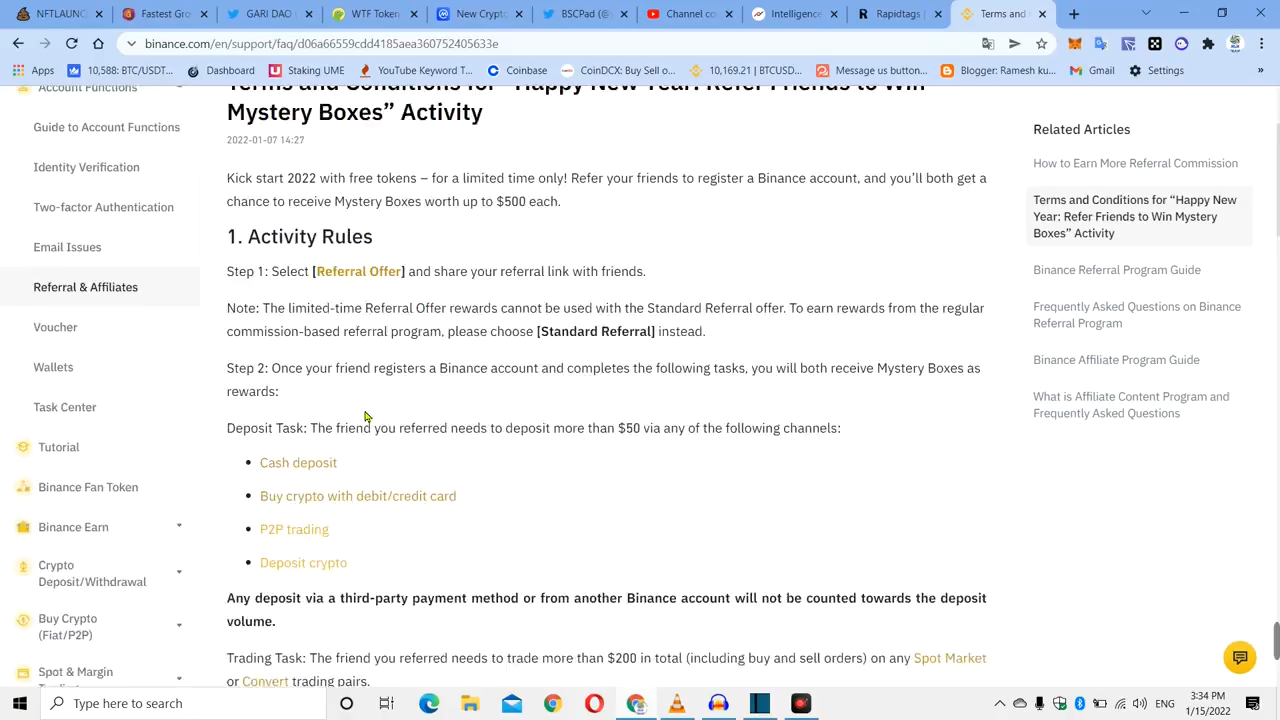 NETFLIX
New Tab
Rapidtags |
Terms and
binance.com/en/support/faq/d06a66559cdd4185aea360752405633e
Apps
10,588: BTC/USDT...
Dashboard
Staking UME
YouTube Keyword T...
Coinbase
CoinDCX: Buy Sell o...
10,169.21 | BTCUSD...
Message us button...
Blogger: Ramesh ku...
Gmail
Settings
Account Functions
Guide to Account Functions
Identity Verification
Two-factor Authentication
Email Issues
Referral & Affiliates
Voucher
Wallets
Task Center
Tutorial
Binance Fan Token
Binance Earn
Crypto
Deposit/Withdrawal
Buy Crypto
(Fiat/P2P)
Spot & Margin
Terms and Conditions for “Happy New Year: Refer Friends to Win
Mystery Boxes” Activity
2022-01-07 14:27
Kick start 2022 with free tokens – for a limited time only! Refer your friends to register a Binance account, and you’ll both get a
chance to receive Mystery Boxes worth up to $500 each.
1. Activity Rules
Step 1: Select [Referral Offer] and share your referral link with friends.
Note: The limited-time Referral Offer rewards cannot be used with the Standard Referral offer. To earn rewards from the regular
commission-based referral program, please choose [Standard Referral] instead.
Step 2: Once your friend registers a Binance account and completes the following tasks, you will both receive Mystery Boxes as
rewards:
Deposit Task: The friend you referred needs to deposit more than $50 via any of the following channels:
• Cash deposit
• Buy crypto with debit/credit card
• P2P trading
• Deposit crypto
Any deposit via a third-party payment method or from another Binance account will not be counted towards the deposit
volume.
Trading Task: The friend you referred needs to trade more than $200 in total (including buy and sell orders) on any Spot Market
or Convert trading pairs.
Related Articles
How to Earn More Referral Commission
Terms and Conditions for “Happy New
Year: Refer Friends to Win Mystery
Boxes” Activity
Binance Referral Program Guide
Frequently Asked Questions on Binance
Referral Program
Binance Affiliate Program Guide
What is Affiliate Content Program and
Frequently Asked Questions
Type here to search
ENG
3:34 PM
1/15/2022